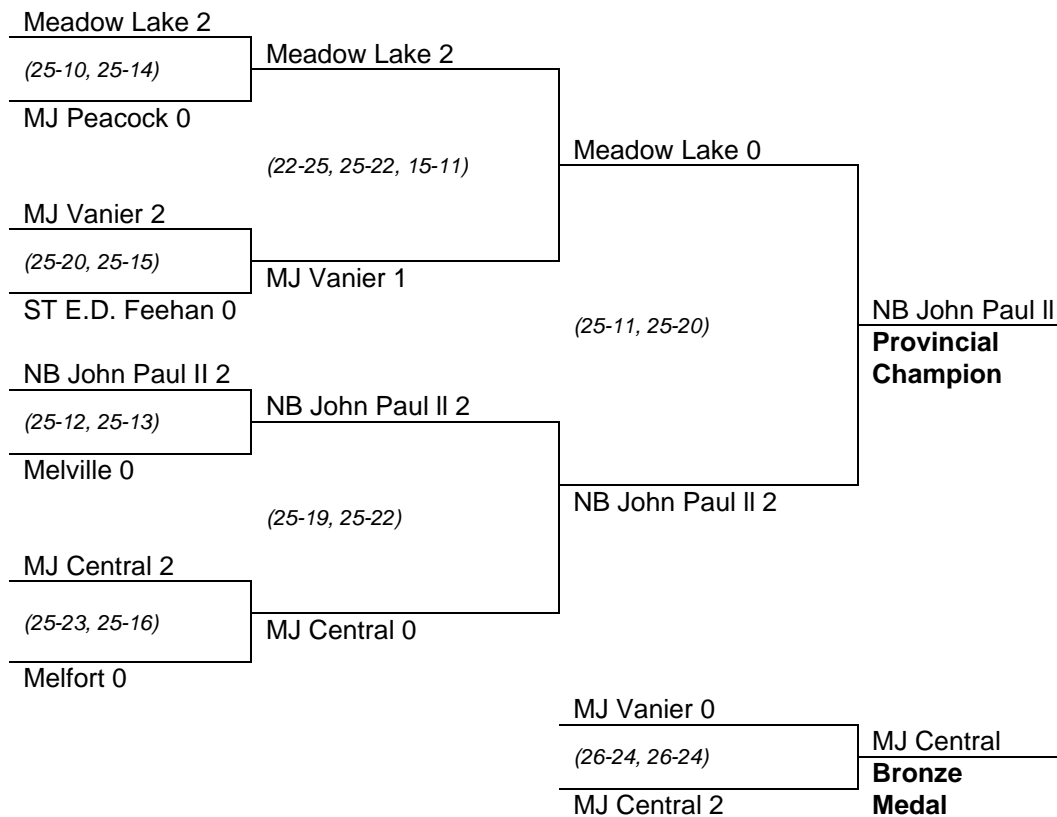 Meadow Lake 2
(25-10, 25-14)
MJ Peacock 0
Meadow Lake 2
(22-25, 25-22, 15-11)
MJ Vanier 2
(25-20, 25-15)
ST E.D. Feehan 0
MJ Vanier 1
Meadow Lake 0
(25-11, 25-20)
NB John Paul ll
Provincial
Champion
NB John Paul II 2
(25-12, 25-13)
Melville 0
NB John Paul ll 2
(25-19, 25-22)
NB John Paul ll 2
MJ Central 2
(25-23, 25-16)
Melfort 0
MJ Central 0
MJ Vanier 0
(26-24, 26-24)
MJ Central 2
MJ Central
Bronze
Medal